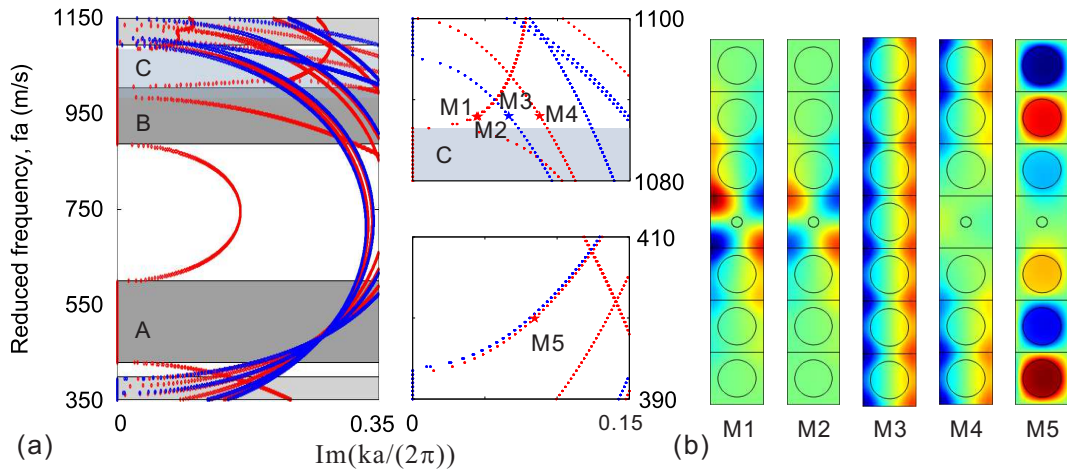 1150
950
750
550
350
Reduced frequency, fa (m/s)
C
B
A
0
0.35
Im(ka/(2π))
(a)
1100
1080
M1
M2
M3
M4
C
410
390
M5
0
0.15
(b)
M1 M2 M3 M4 M5